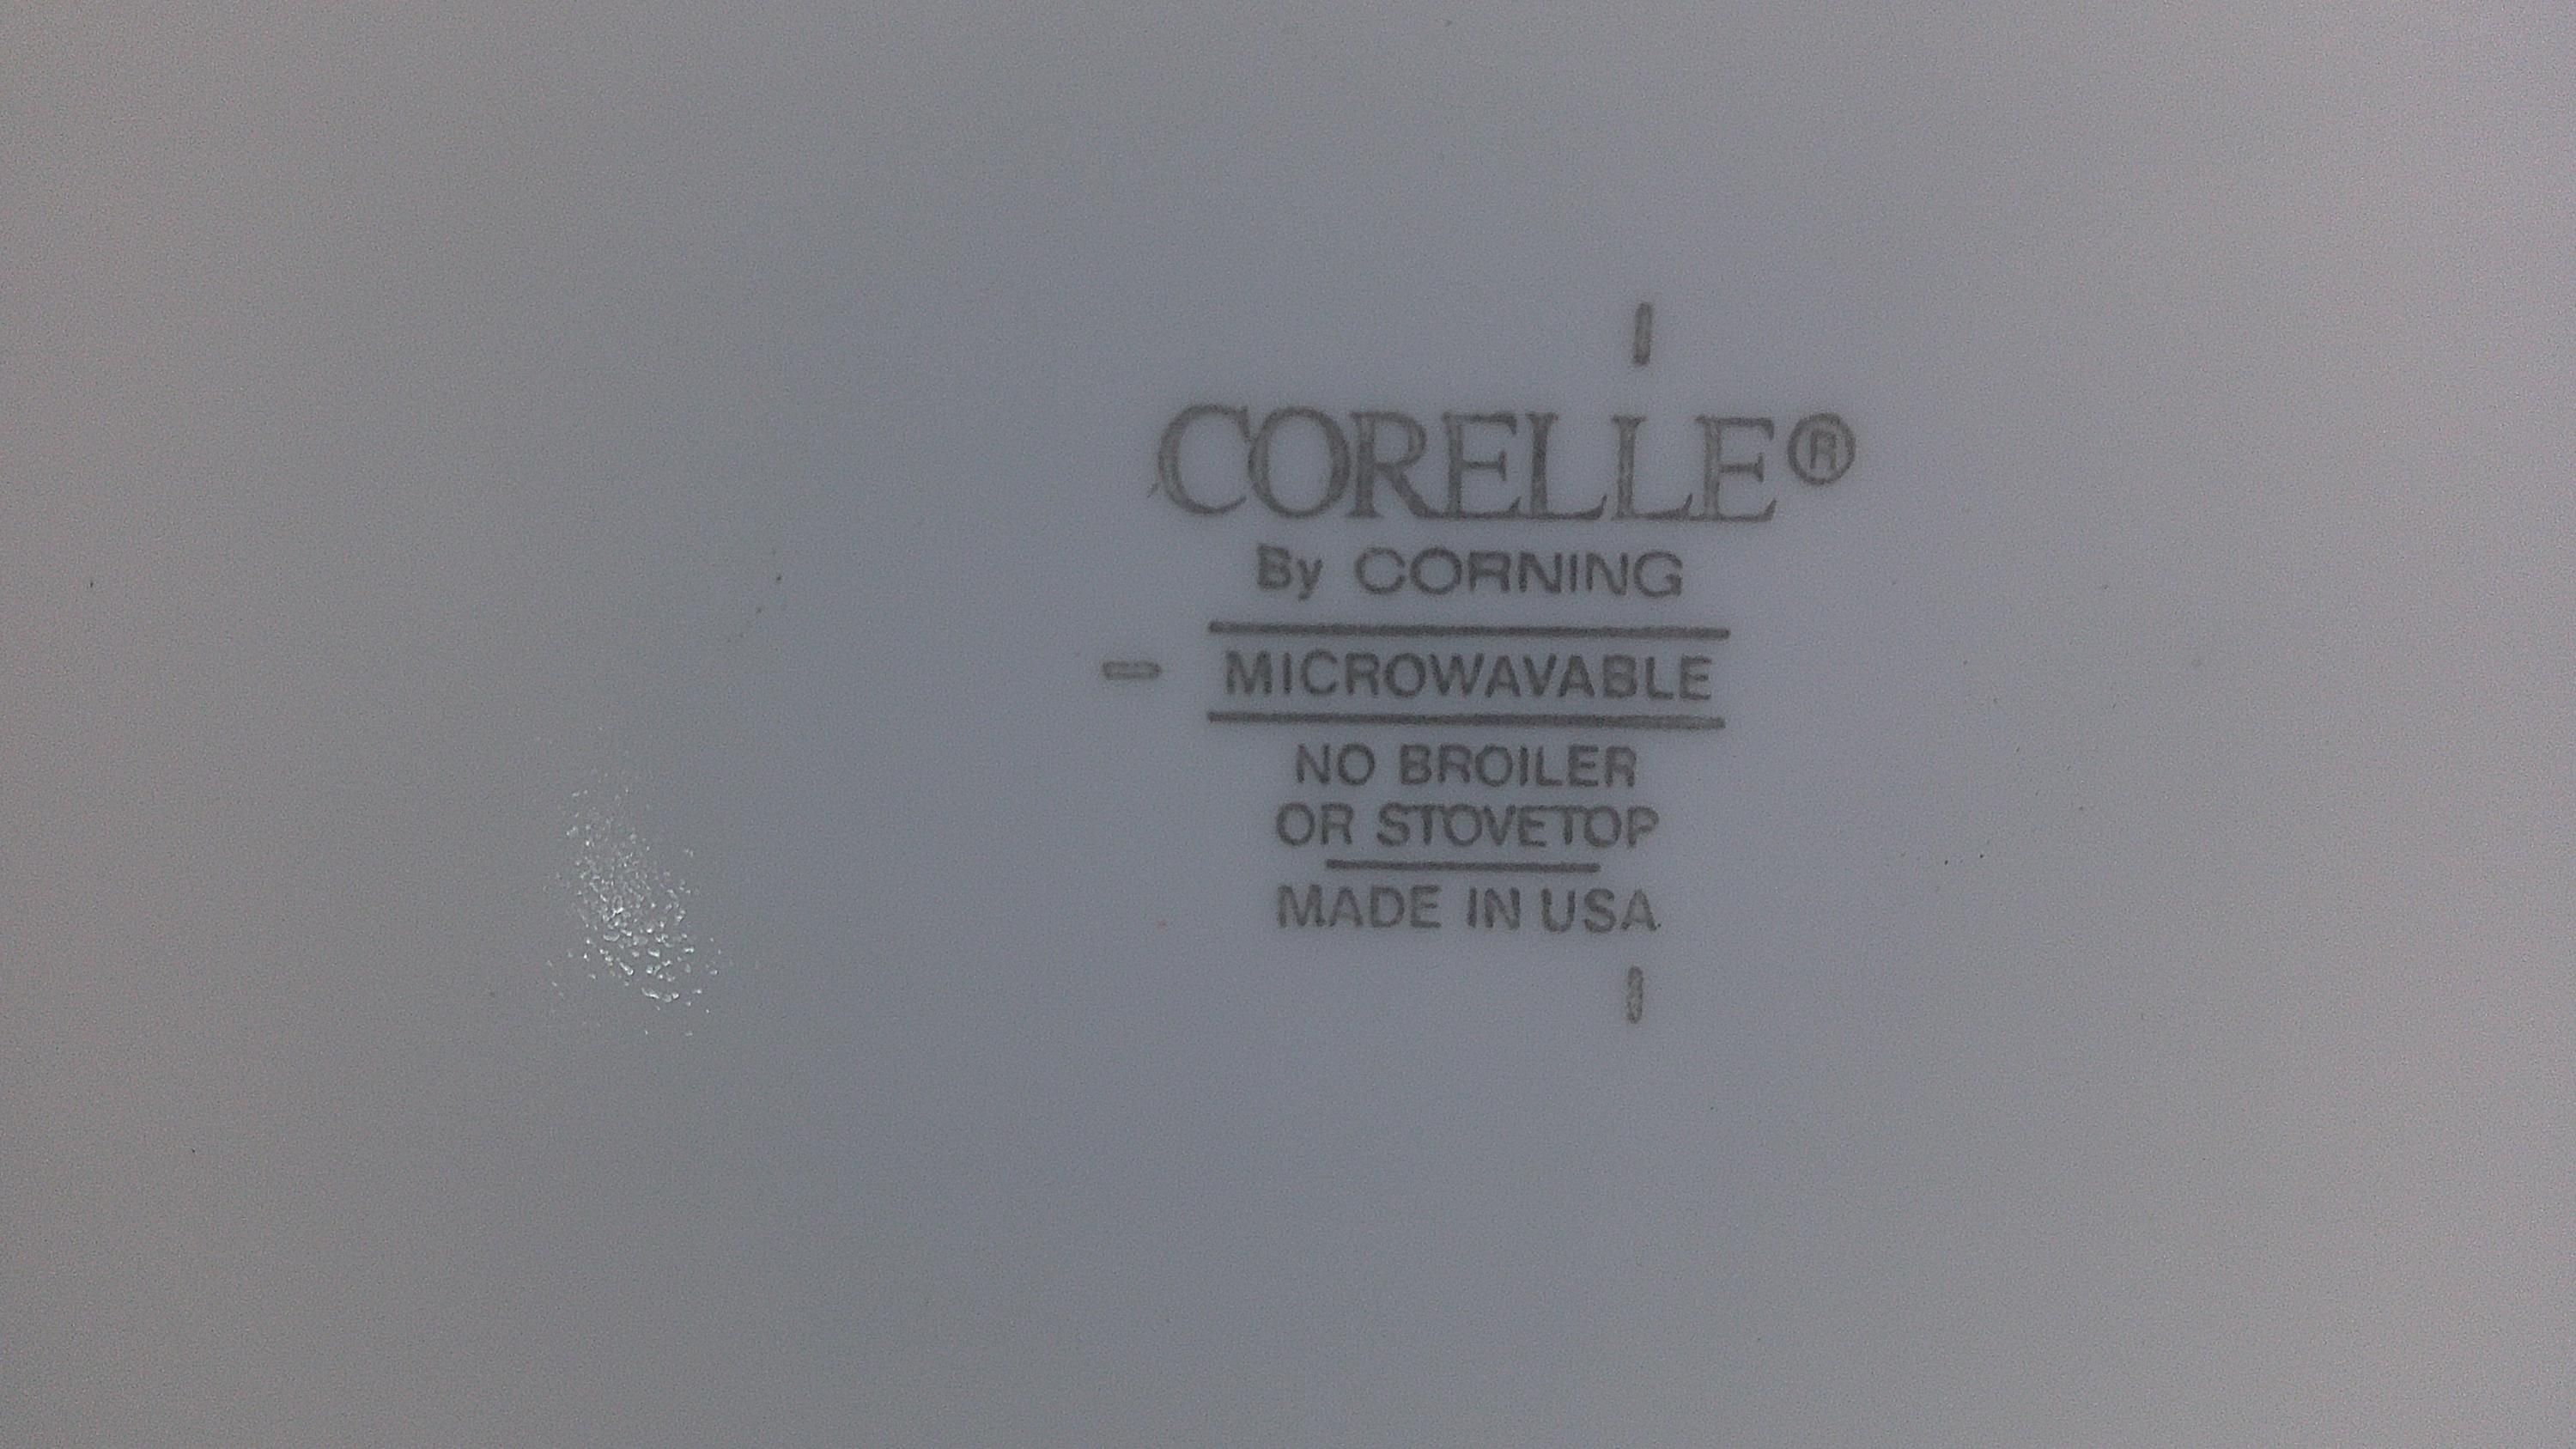 CORELLE®
By CORNING
MICROWAVABLE
NO BROILER
OR STOVETOP
MADE IN USA